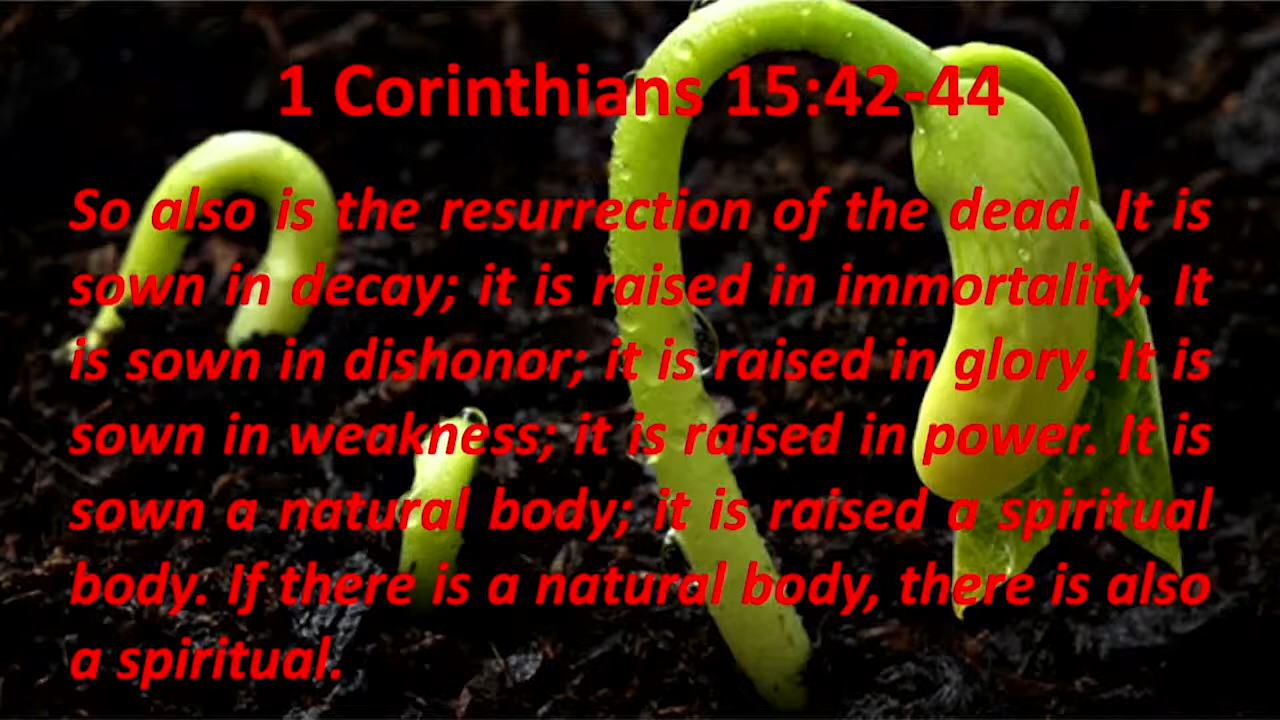 1 Corinthians 15:42-44
So also is the resurrection of the dead. It is
sown in decay; it is raised in immortality. It
is sown in dishonor; it is raised in glory. It is
sown in weakness; it is raised in power. It is
sown a natural body; it is raised a spiritual
body. If there is a natural body, there is also
a spiritual.